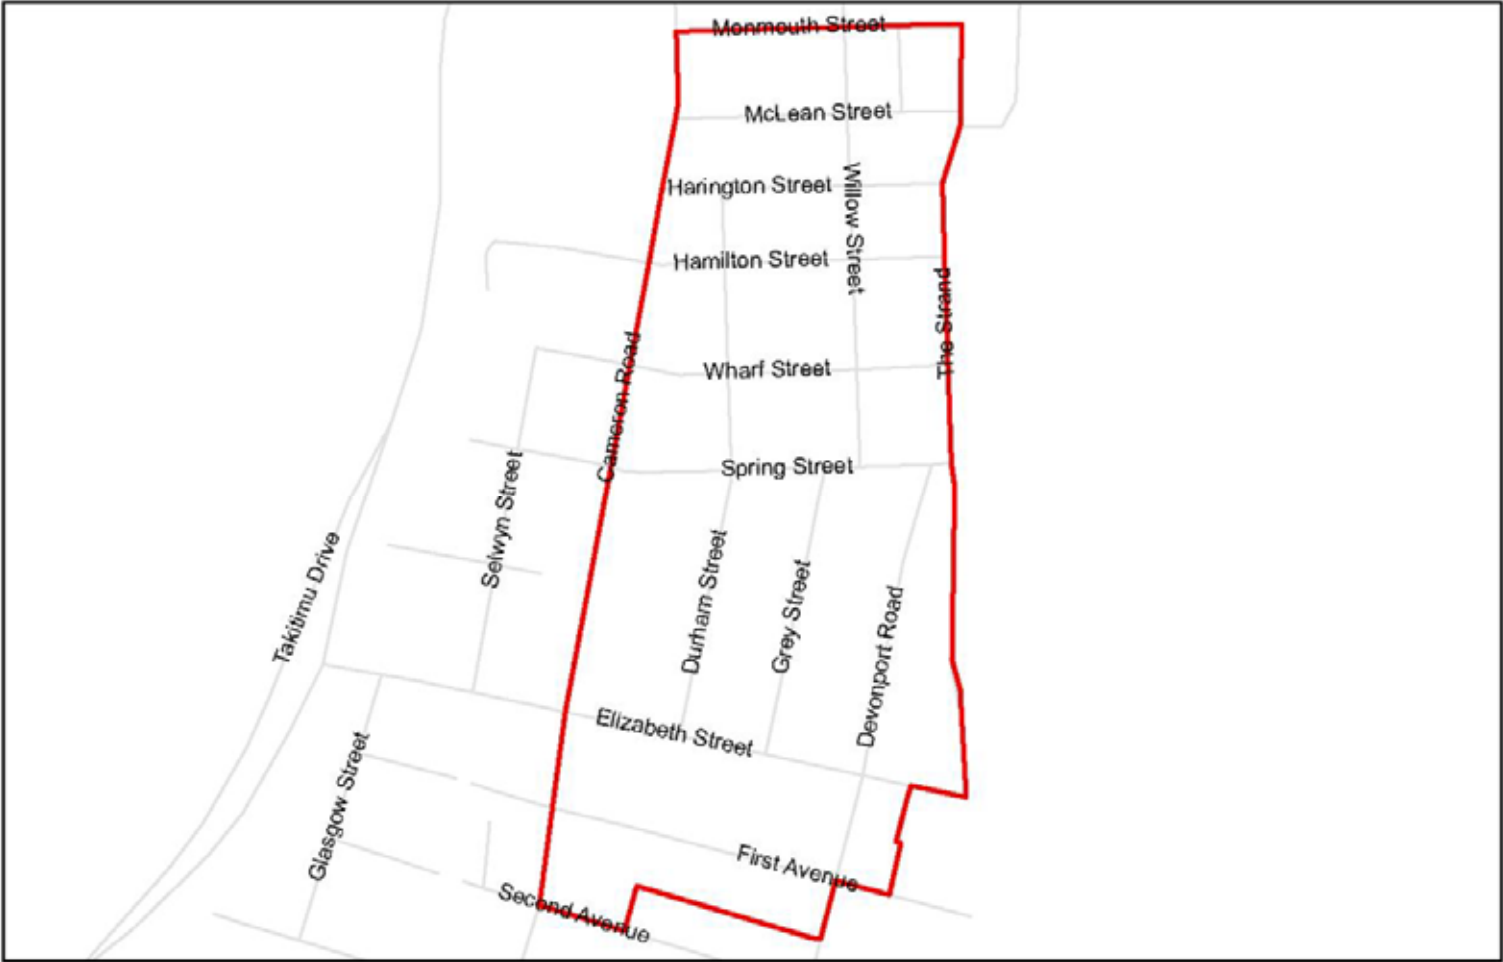 Monmouth Street
McLean Street
Harington Street
Willow Street
Hamilton Street
The Strand
Cameron Road
Wharf Street
Spring Street
Selwyn Street
Takitimu Drive
Durham Street
Grey Street
Devonport Road
Elizabeth Street
Glasgow Street
First Avenue
Second Avenue